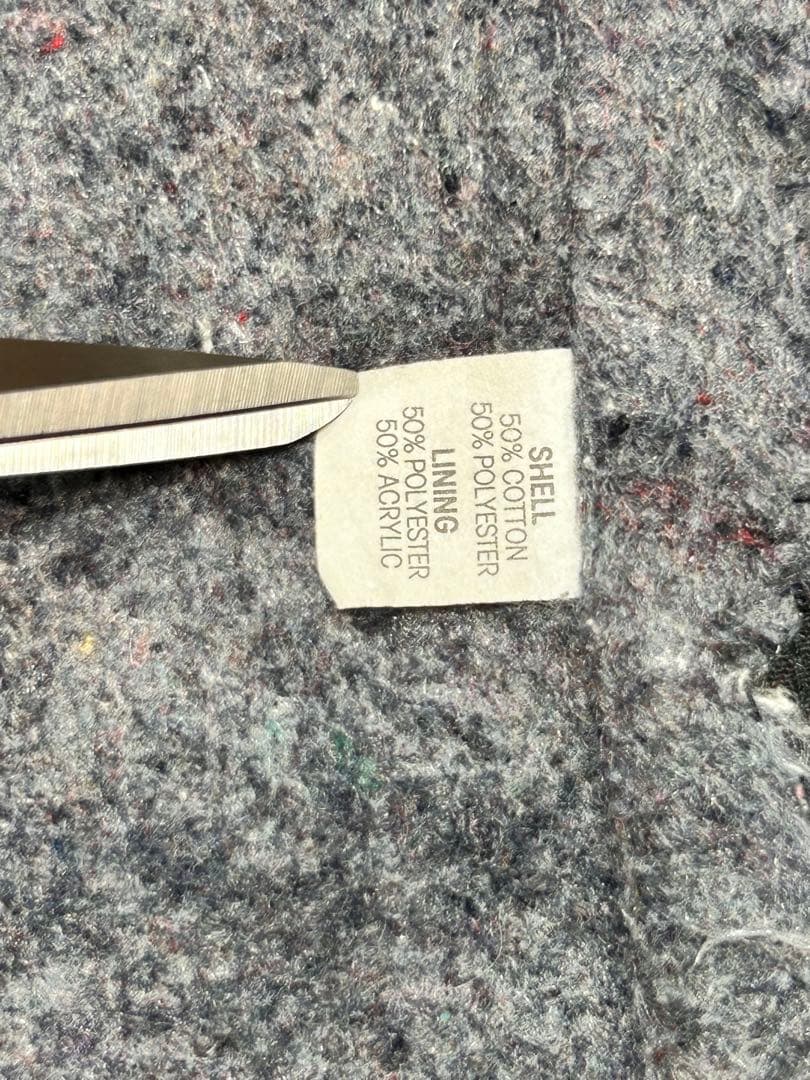 SHELL
50% COTTON
50% POLYESTER
LINING
50% POLYESTER
50% ACRYLIC